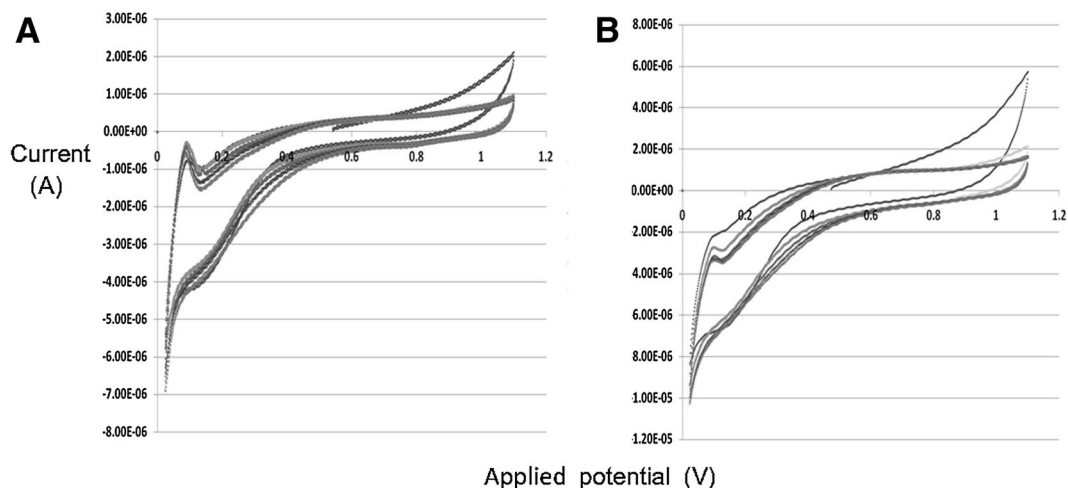 A
3.00E-06
2.00E-06
1.00E-06
0.00E+00
-1.00E-06
-2.00E-06
-3.00E-06
-4.00E-06
-5.00E-06
-6.00E-06
-7.00E-06
-8.00E-06
0 0.2 0.4 0.6 0.8 1 1.2
Current
(A)
B
8.00E-06
6.00E-06
4.00E-06
2.00E-06
0.00E+00
2.00E-06
4.00E-06
6.00E-06
8.00E-06
1.00E-05
1.20E-05
0 0.2 0.4 0.6 0.8 1 1.2
Applied potential (V)